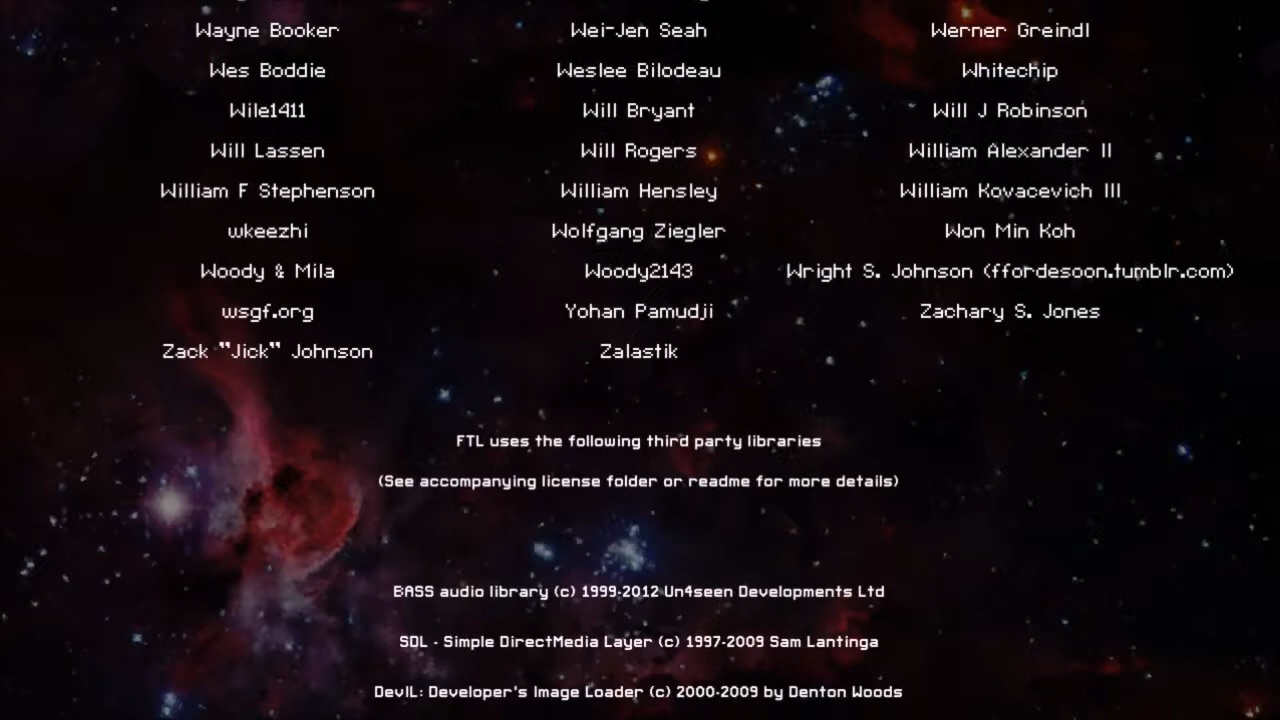 Wayne Booker Wei-Jen Seah Werner Greindl
Wes Boddie Weslee Bilodeau Whitechip
Wile1411 Will Bryant Will J Robinson
Will Lassen Will Rogers William Alexander II
William F Stephenson William Hensley William Kovacevich III
wkeezhi Wolfgang Ziegler Won Min Koh
Woody & Mila Woody2143 Wright S. Johnson (ffordesoon.tumblr.com)
wsgf.org Yohan Pamudji Zachary S. Jones
Zack "Jick" Johnson Zalastik
FTL uses the following third party libraries
(See accompanying license folder or readme for more details)
BASS audio library (c) 1999-2012 Un4seen Developments Ltd
SDL - Simple DirectMedia Layer (c) 1997-2009 Sam Lantinga
DevIL: Developer's Image Loader (c) 2000-2009 by Denton Woods